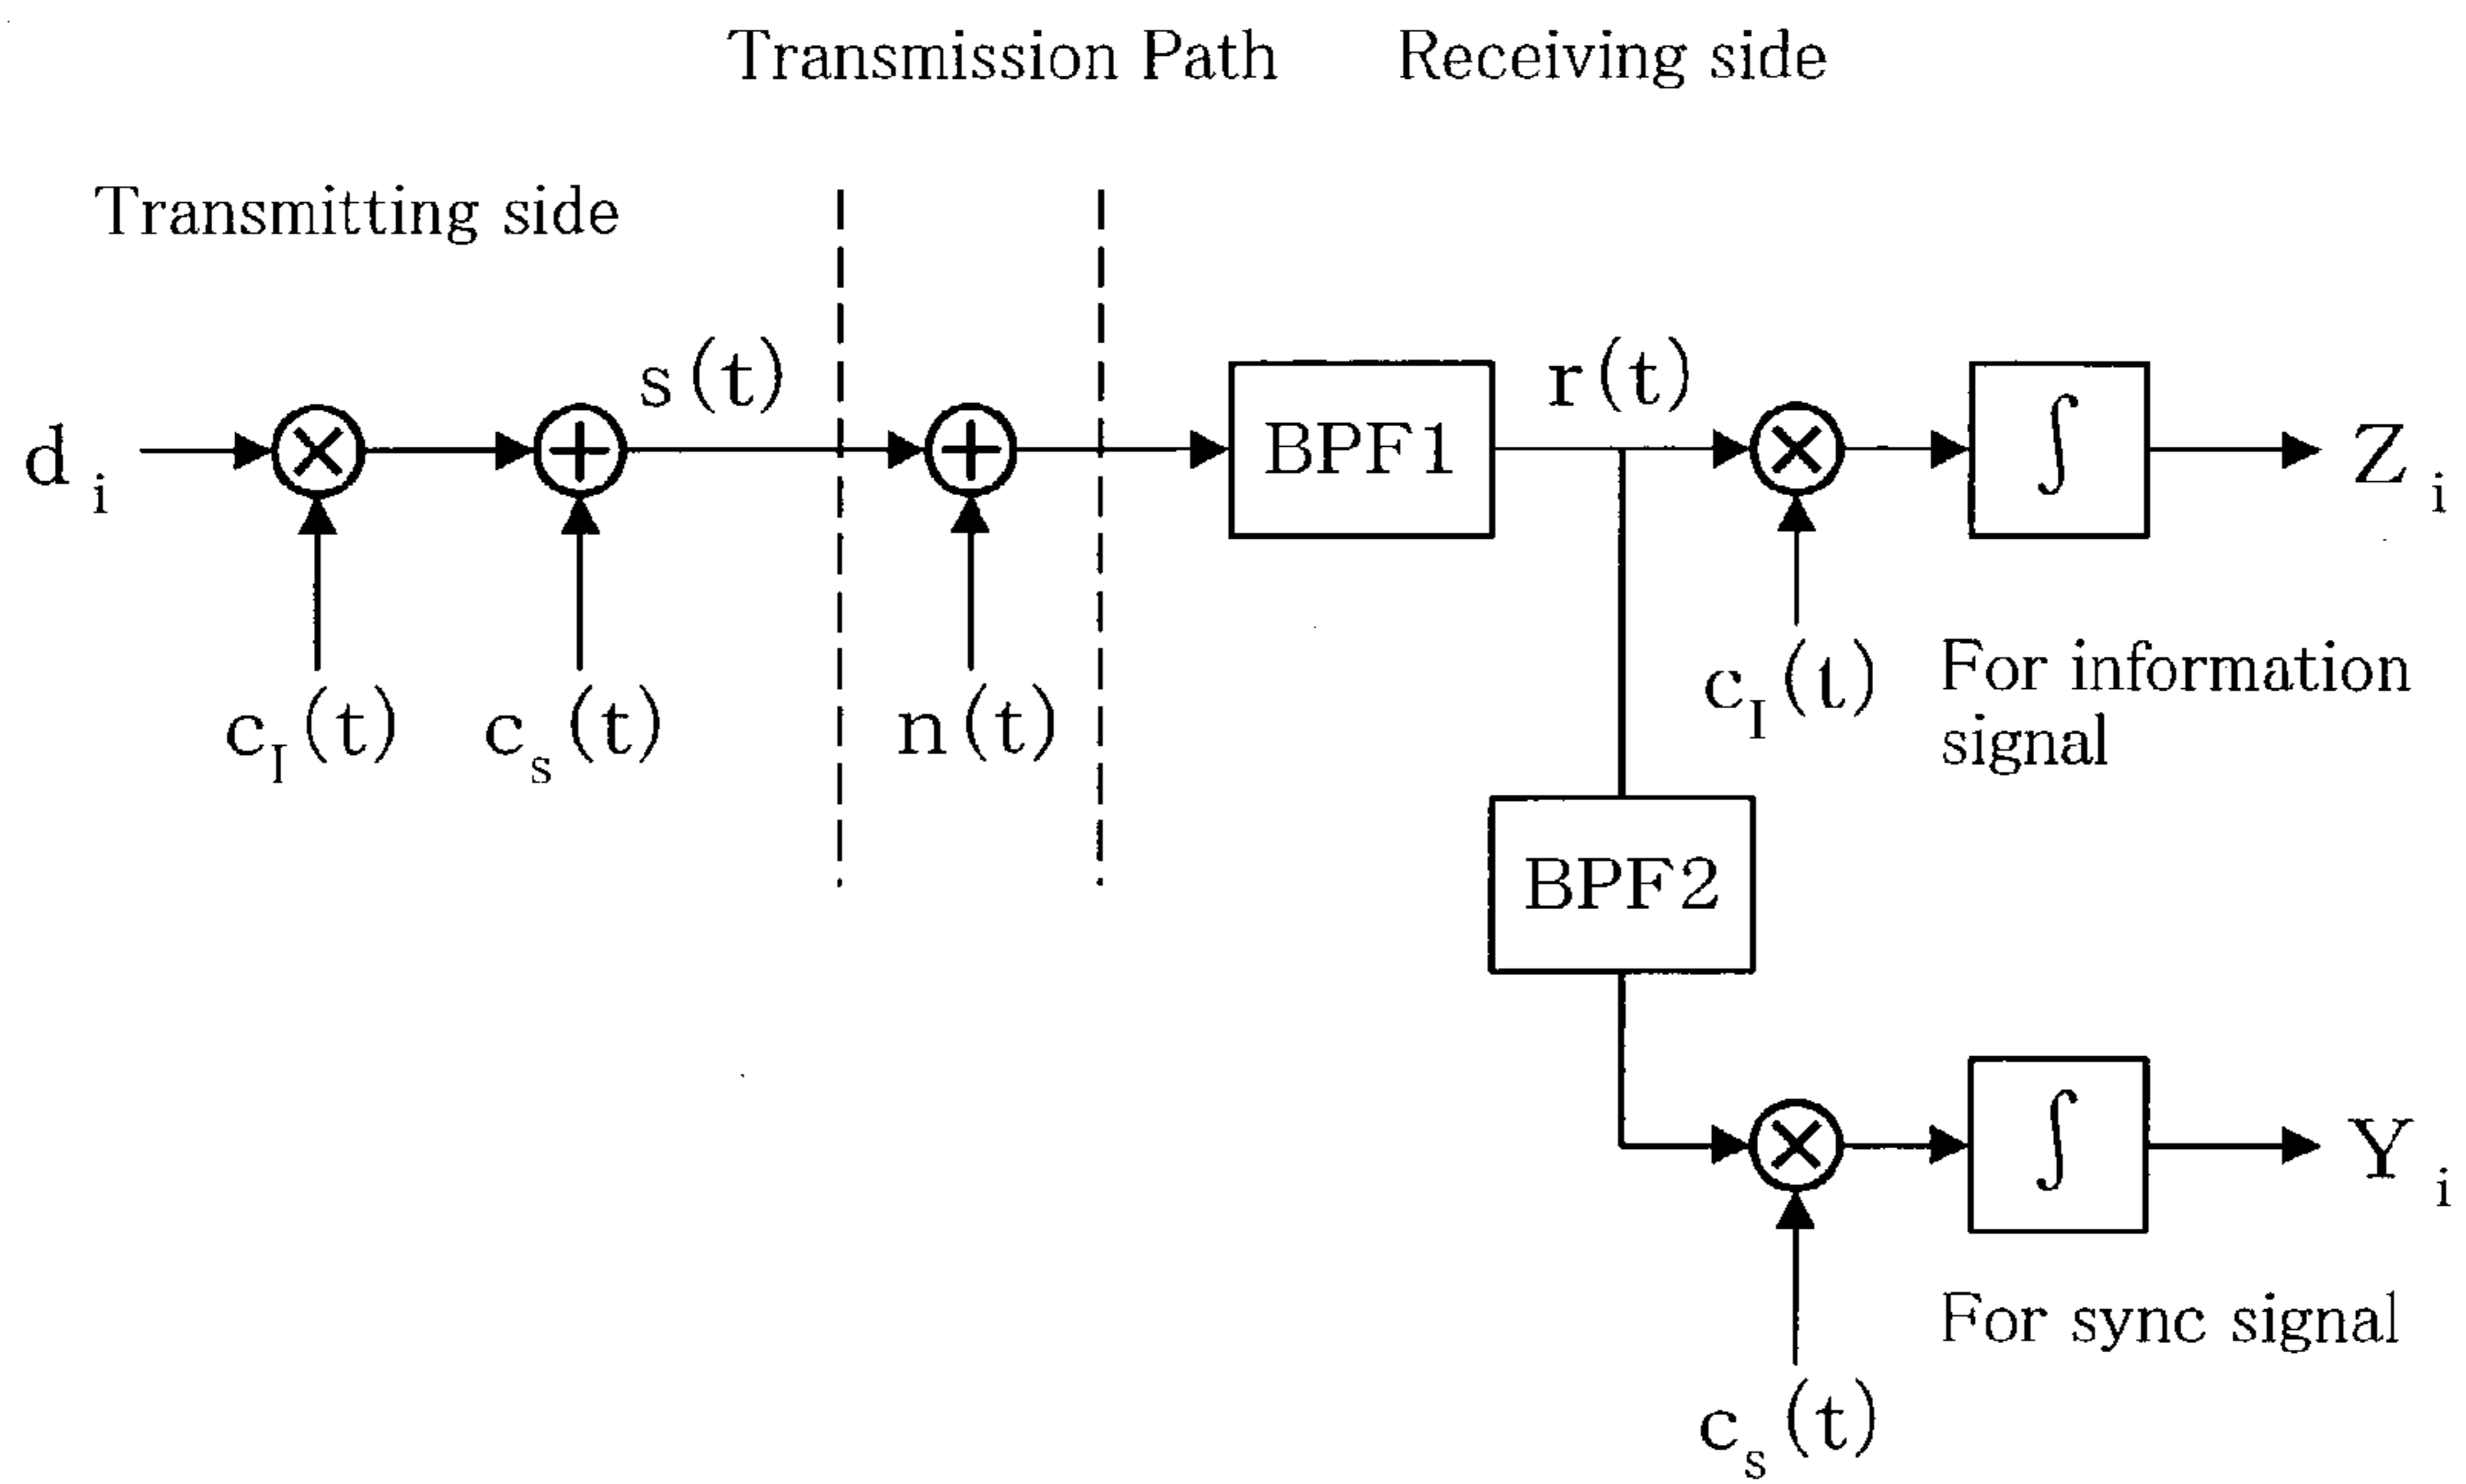 Transmission Path
Receiving side
Transmitting side
s(t)
r(t)
d i
BPF1
∫
Z i
c I (t)
c s (t)
n(t)
c I (t)
For information
signal
BPF2
∫
Y i
For sync signal
c s (t)